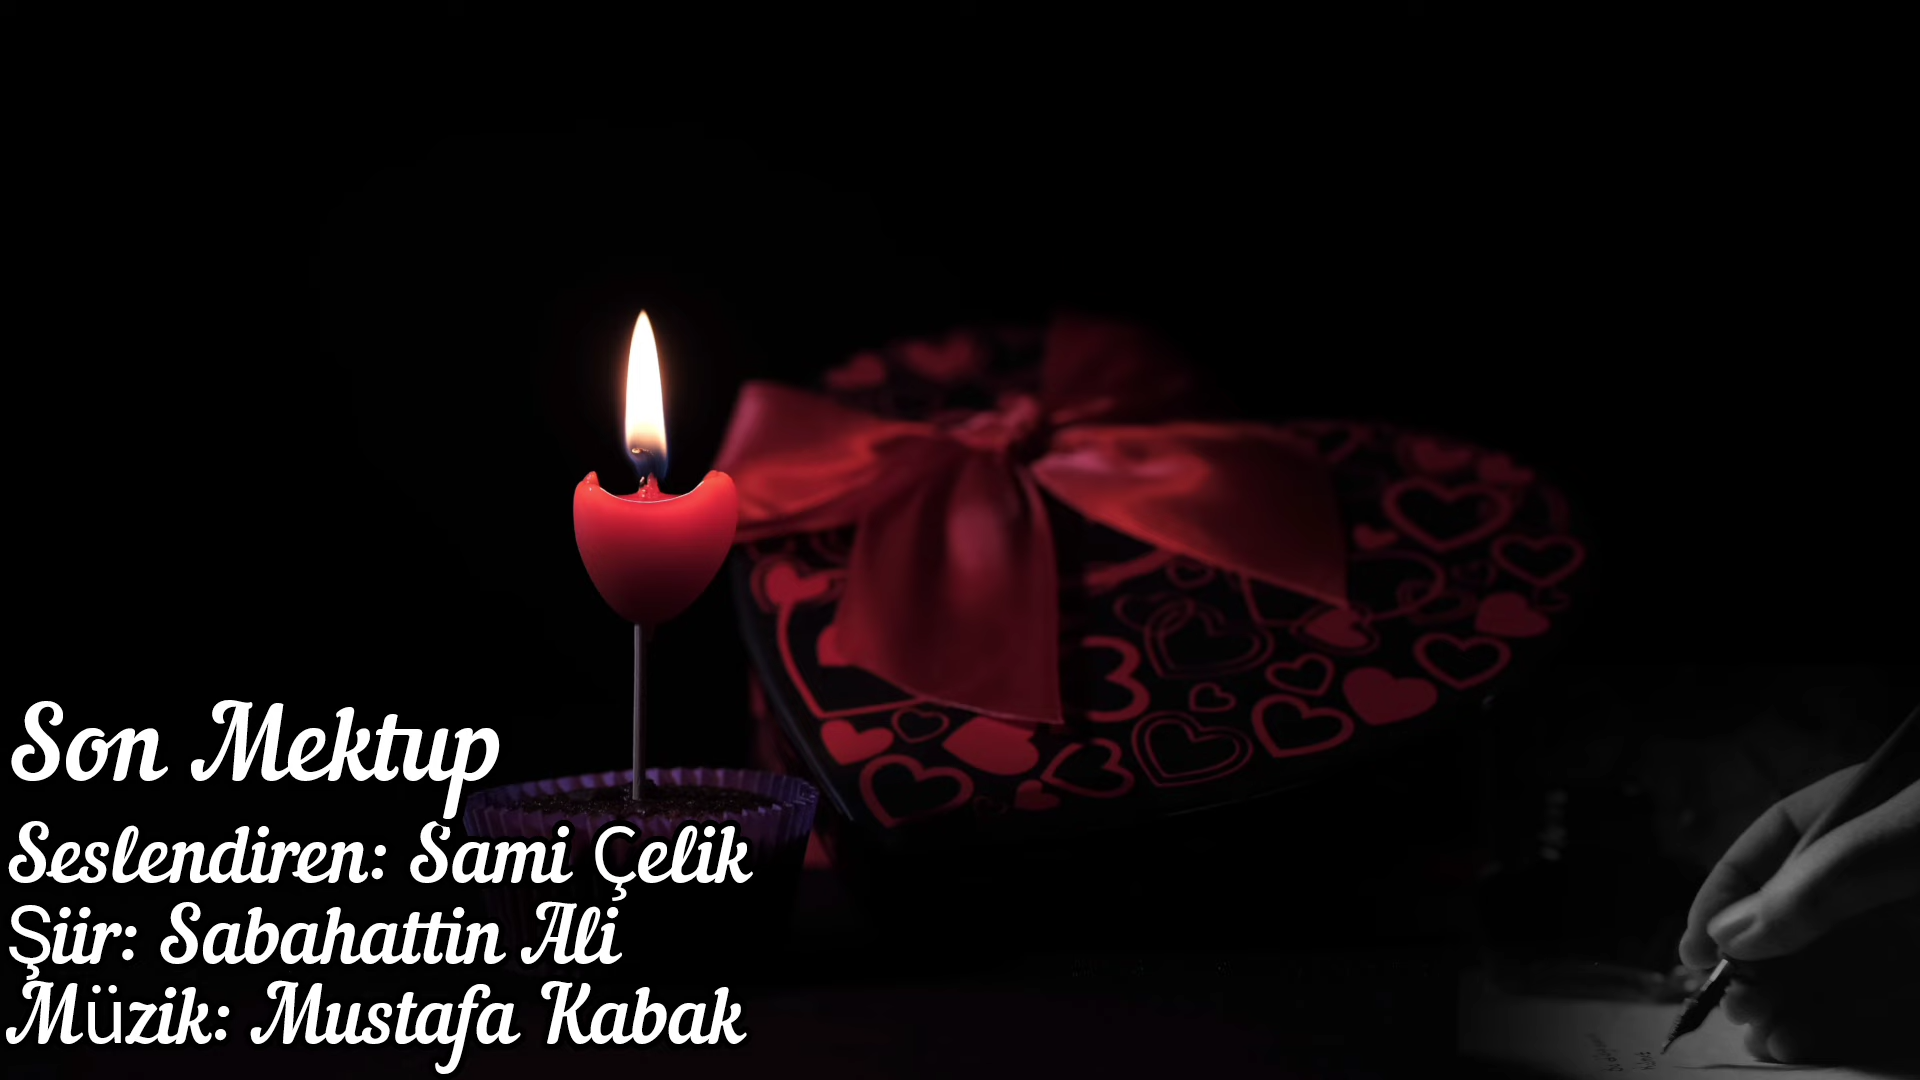 Son Mektup
Seslendiren: Sami Çelik
Şiir: Sabahattin Ali
Müzik: Mustafa Kabak